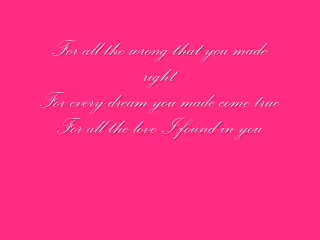 For all the wrong that you made
right
For every dream you made come true
For all the love I found in you